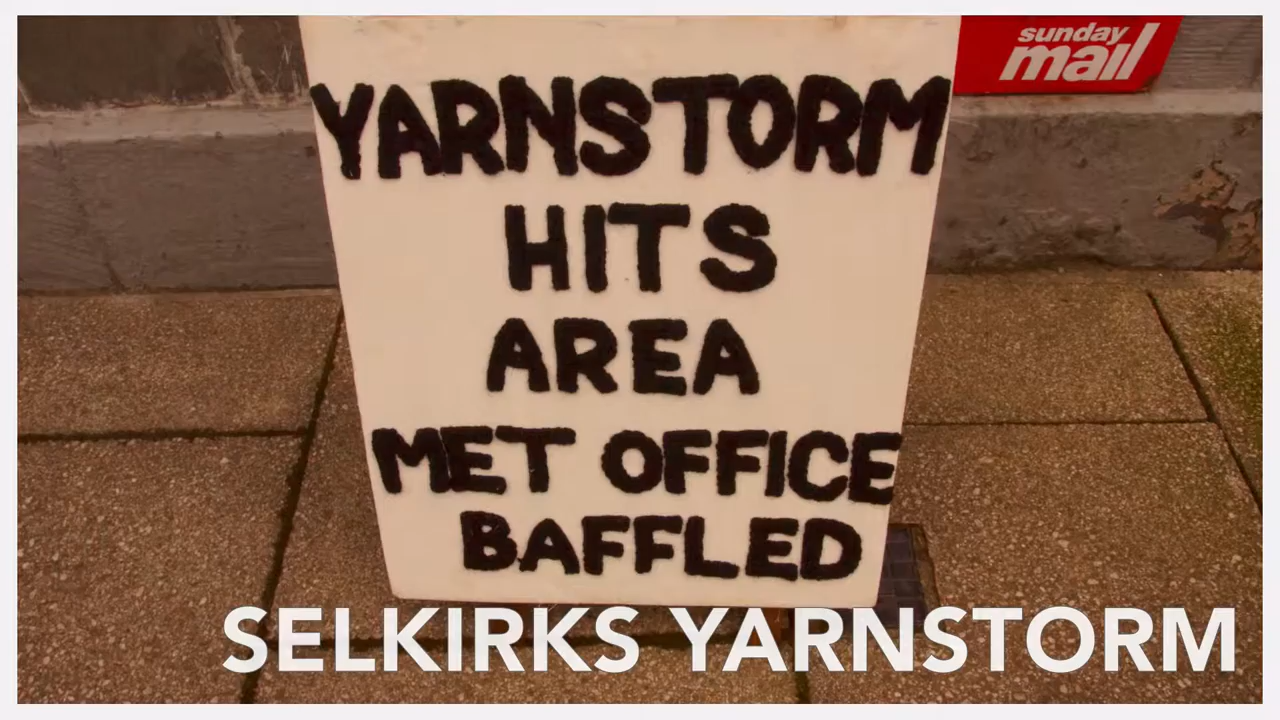 sunday
mail
YARNSTORM
HITS
AREA
MET OFFICE
BAFFLED
SELKIRKS YARNSTORM